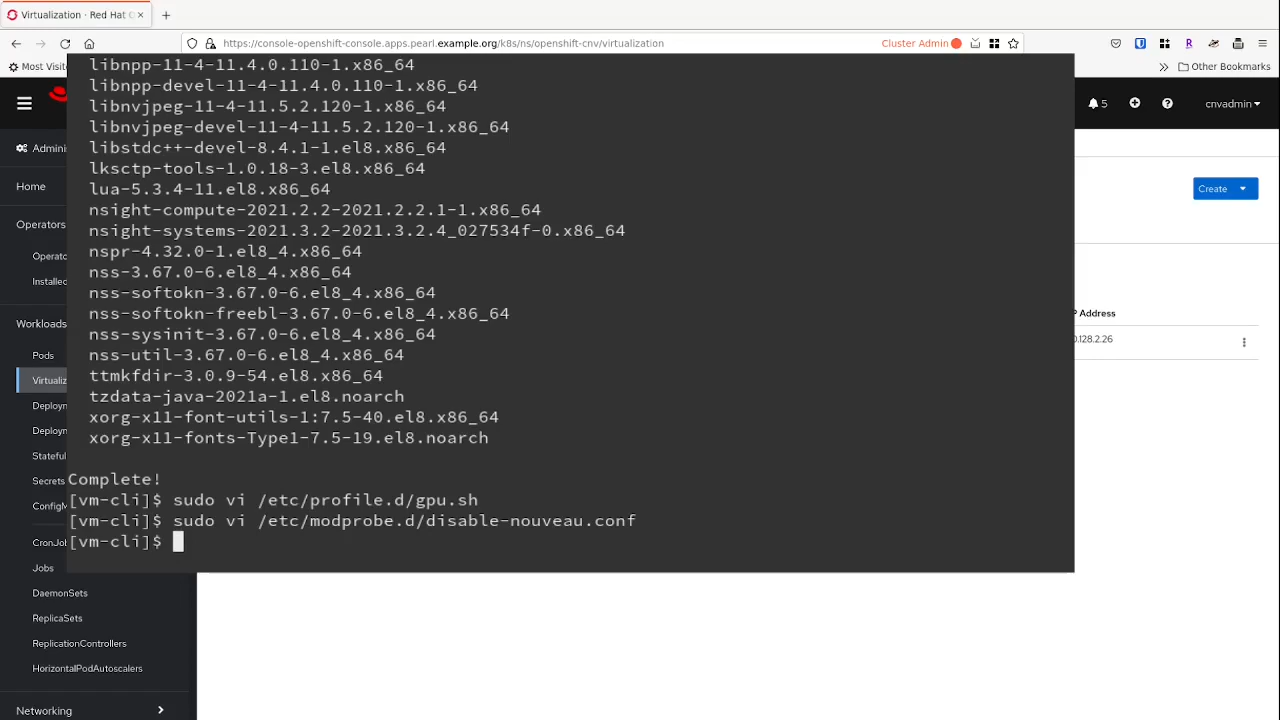 Virtualization · Red Hat
https://console-openshift-console.apps.pearl.example.org/k8s/ns/openshift-cnv/virtualization
Cluster Admin
Most Visit
Other Bookmarks
5
cnvadmin
Home
Operators
Workloads
Pods
Create
P Address
0.128.2.26
libnpp-11-4-11.4.0.110-1.x86_64
libnpp-devel-11-4-11.4.0.110-1.x86_64
libnvjpeg-11-4-11.5.2.120-1.x86_64
libnvjpeg-devel-11-4-11.5.2.120-1.x86_64
libstdc++-devel-8.4.1-1.el8.x86_64
lksctp-tools-1.0.18-3.el8.x86_64
lua-5.3.4-11.el8.x86_64
nsight-compute-2021.2.2-2021.2.2.1-1.x86_64
nsight-systems-2021.3.2-2021.3.2.4_027534f-0.x86_64
nspr-4.32.0-1.el8_4.x86_64
nss-3.67.0-6.el8_4.x86_64
nss-softokn-3.67.0-6.el8_4.x86_64
nss-softokn-freebl-3.67.0-6.el8_4.x86_64
nss-sysinit-3.67.0-6.el8_4.x86_64
nss-util-3.67.0-6.el8_4.x86_64
ttmkfdir-3.0.9-54.el8.x86_64
tzdata-java-2021a-1.el8.noarch
xorg-x11-font-utils-1:7.5-40.el8.x86_64
xorg-x11-fonts-Type1-7.5-19.el8.noarch
Complete!
[vm-cli]$ sudo vi /etc/profile.d/gpu.sh
[vm-cli]$ sudo vi /etc/modprobe.d/disable-nouveau.conf
[vm-cli]$
Jobs
DaemonSets
ReplicaSets
ReplicationControllers
HorizontalPodAutoscalers
Networking